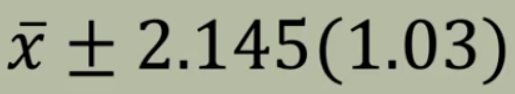 x̄ ± 2.145(1.03)